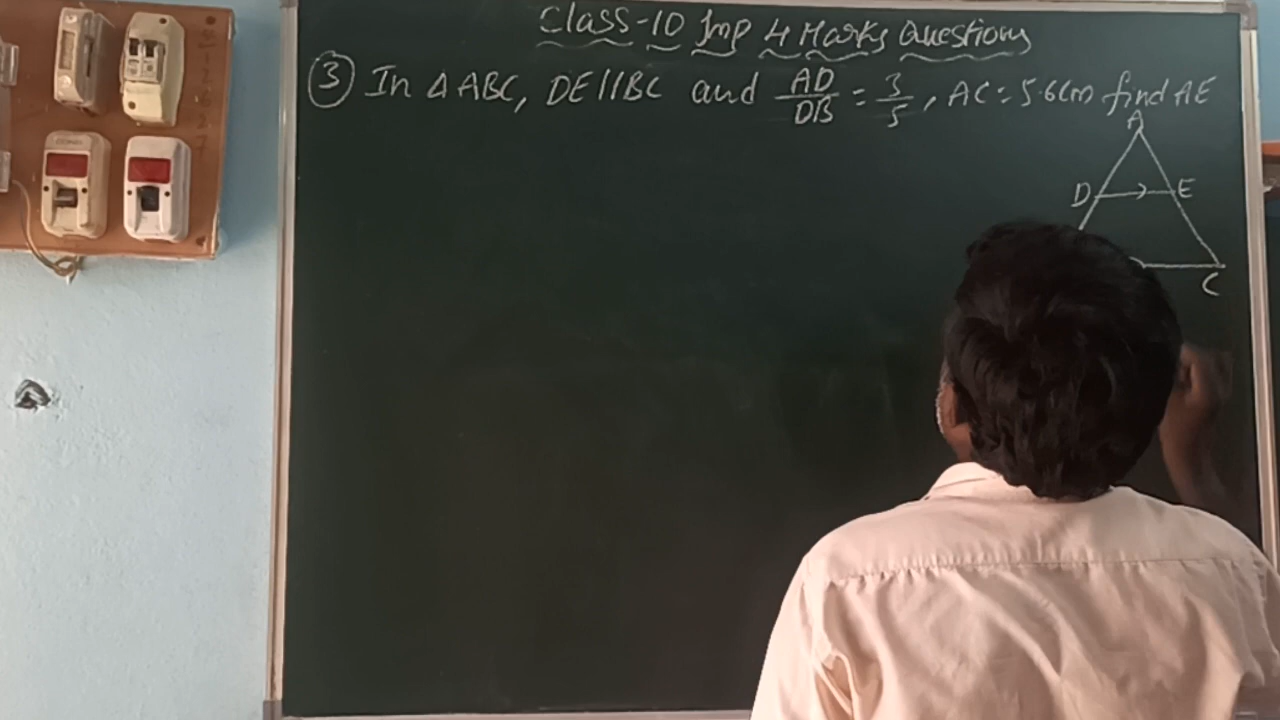 Class-10 Imp 4 Marks Questions
③ In ΔABC, DE//BC and AD/DB = 3/5, AC = 5.6cm find AE
A
D E
C